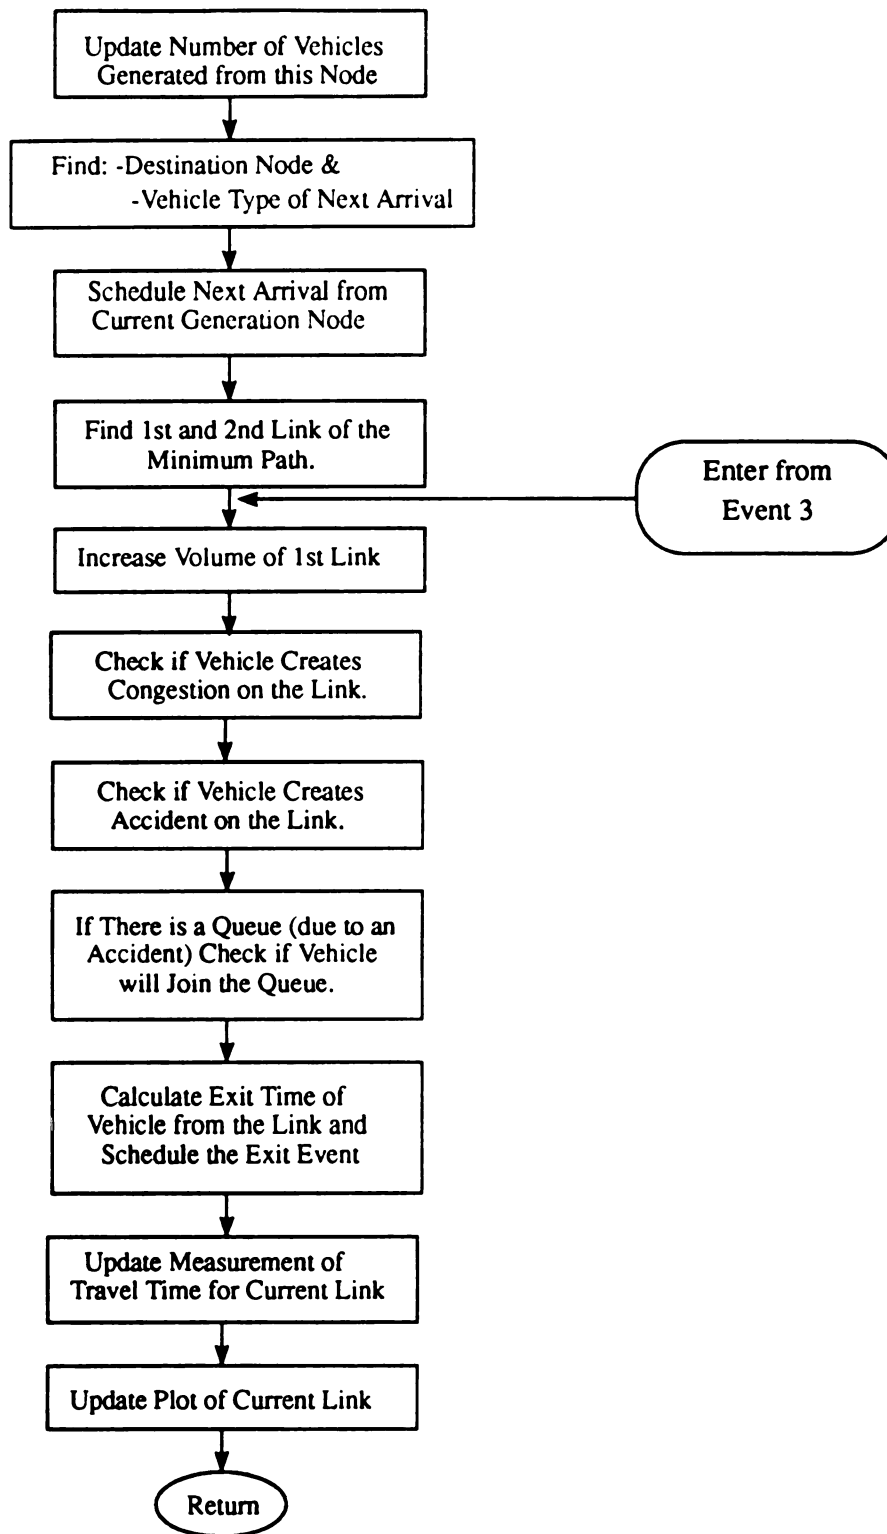 Update Number of Vehicles
Generated from this Node
Find: -Destination Node &
-Vehicle Type of Next Arrival
Schedule Next Arrival from
Current Generation Node
Find 1st and 2nd Link of the
Minimum Path.
Enter from
Event 3
Increase Volume of 1st Link
Check if Vehicle Creates
Congestion on the Link.
Check if Vehicle Creates
Accident on the Link.
If There is a Queue (due to an
Accident) Check if Vehicle
will Join the Queue.
Calculate Exit Time of
Vehicle from the Link and
Schedule the Exit Event
Update Measurement of
Travel Time for Current Link
Update Plot of Current Link
Return